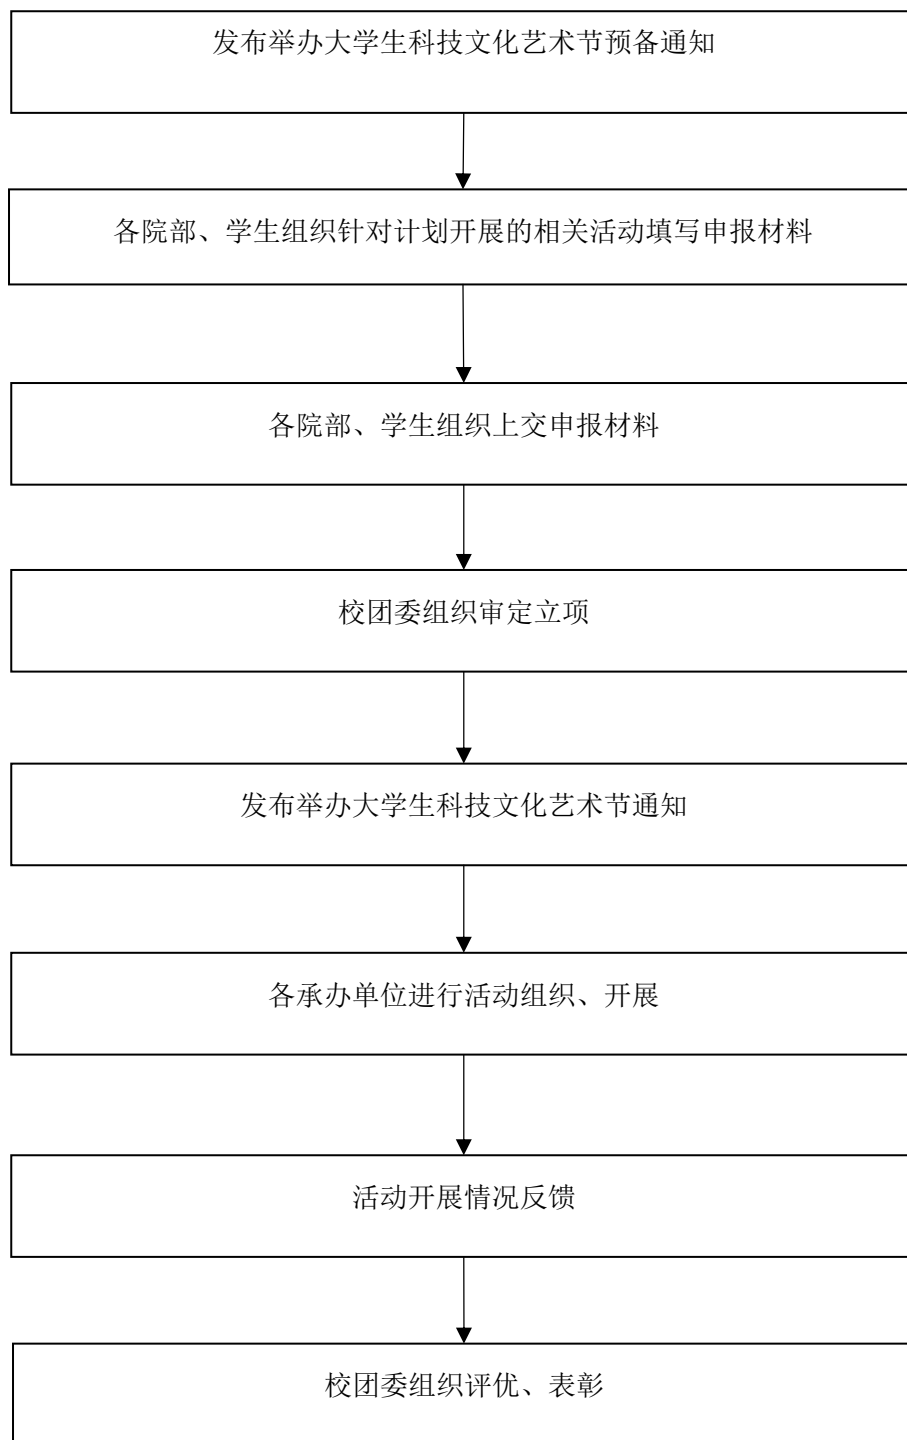 发布举办大学生科技文化艺术节预备通知
各院部、学生组织针对计划开展的相关活动填写申报材料
各院部、学生组织上交申报材料
校团委组织审定立项
发布举办大学生科技文化艺术节通知
各承办单位进行活动组织、开展
活动开展情况反馈
校团委组织评优、表彰